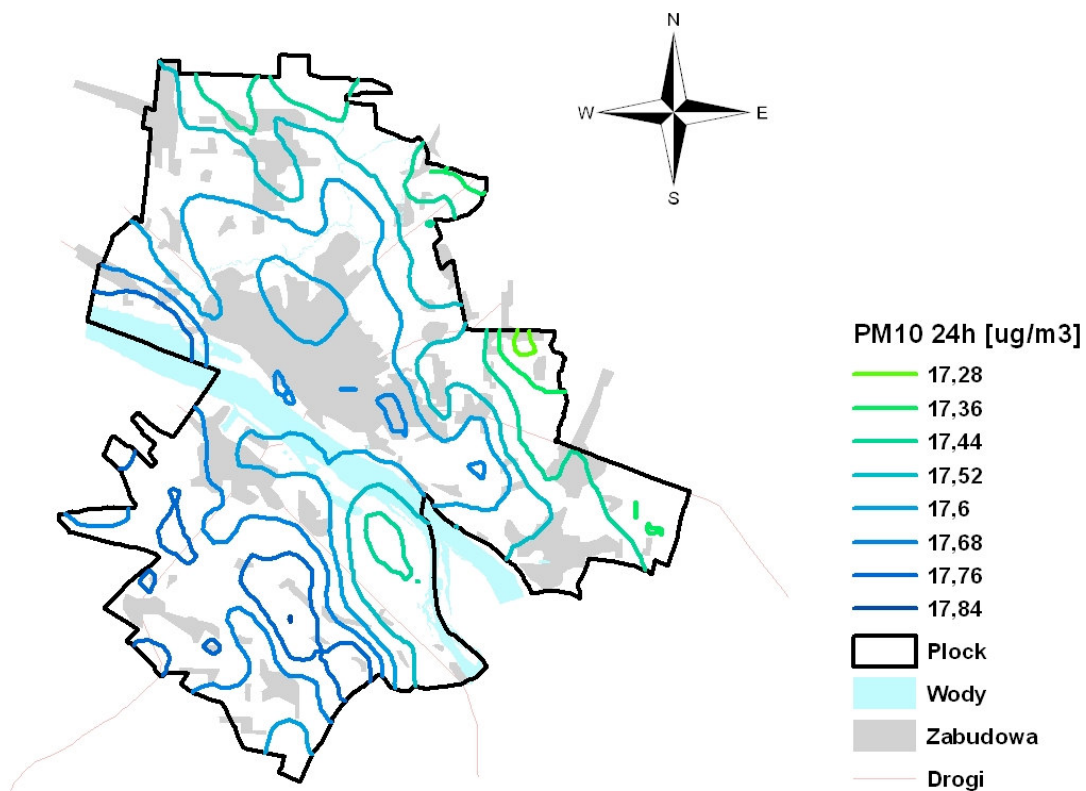 N
W
E
S
PM10 24h [ug/m3]
17,28
17,36
17,44
17,52
17,6
17,68
17,76
17,84
Plock
Wody
Zabudowa
Drogi